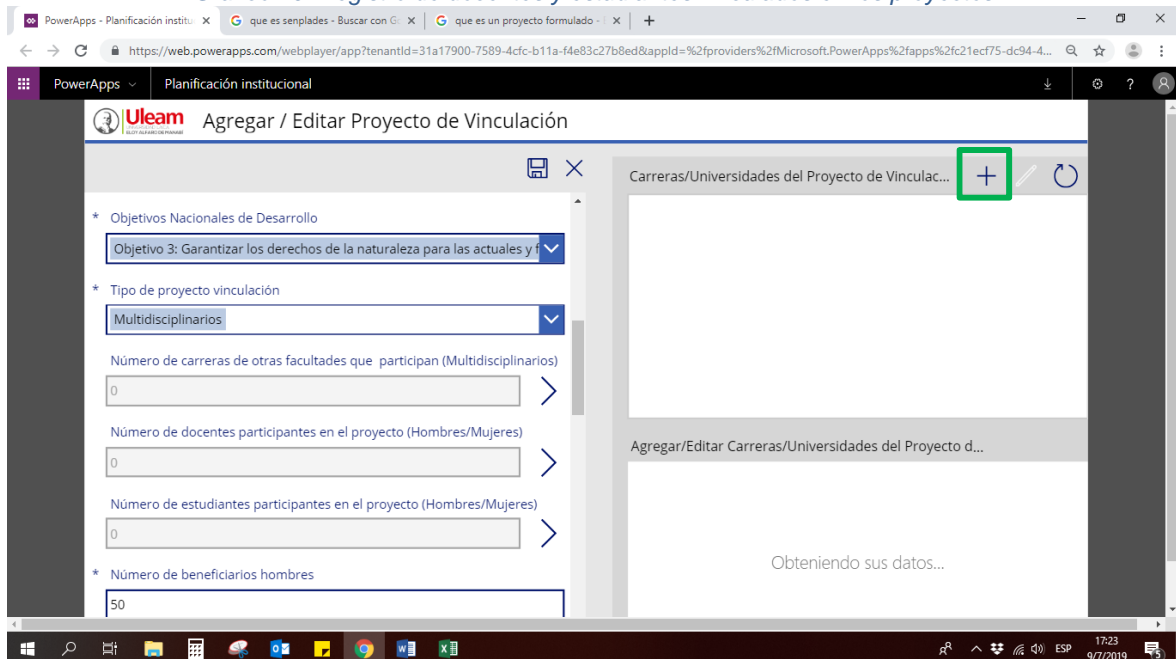 PowerApps - Planificación institu
que es senplades - Buscar con Go
que es un proyecto formulado -
https://web.powerapps.com/webplayer/app?tenantId=31a17900-7589-4cfc-b11a-f4e83c27b8ed&appId=%2fproviders%2fMicrosoft.PowerApps%2fapps%2fc21ecf75-dc94-4...
PowerApps
Planificación institucional
Uleam
Agregar / Editar Proyecto de Vinculación
Carreras/Universidades del Proyecto de Vinculac...
* Objetivos Nacionales de Desarrollo
Objetivo 3: Garantizar los derechos de la naturaleza para las actuales y f
* Tipo de proyecto vinculación
Multidisciplinarios
Número de carreras de otras facultades que participan (Multidisciplinarios)
0
Número de docentes participantes en el proyecto (Hombres/Mujeres)
0
Número de estudiantes participantes en el proyecto (Hombres/Mujeres)
0
* Número de beneficiarios hombres
50
Agregar/Editar Carreras/Universidades del Proyecto d...
Obteniendo sus datos...
ESP
17:23
9/7/2019